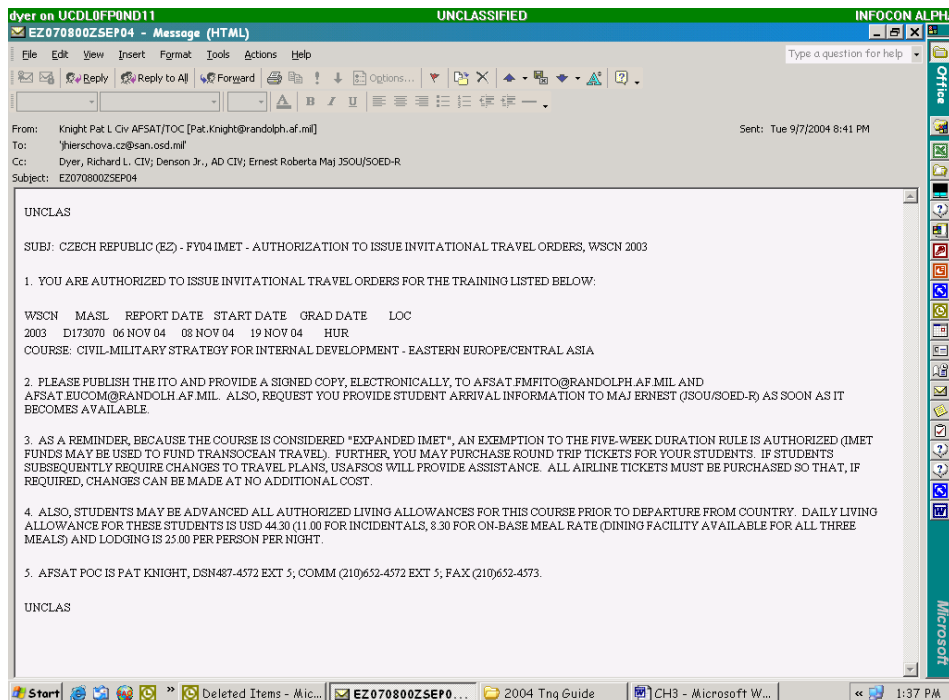 dyer on UCDL0FP0ND11 UNCLASSIFIED INFOCON ALPH
EZ070800ZSEP04 - Message (HTML)
File Edit View Insert Format Tools Actions Help Type a question for help
Reply Reply to All Forward Options...
From: Knight Pat L Civ AFSAT/TOC [Pat.Knight@randolph.af.mil] Sent: Tue 9/7/2004 8:41 PM
To: 'jhierschova.cz@san.osd.mil'
Cc: Dyer, Richard L. CIV; Denson Jr., AD CIV; Ernest Roberta Maj JSOU/SOED-R
Subject: EZ070800ZSEP04
UNCLAS
SUBJ: CZECH REPUBLIC (EZ) - FY04 IMET - AUTHORIZATION TO ISSUE INVITATIONAL TRAVEL ORDERS, WSCN 2003
1. YOU ARE AUTHORIZED TO ISSUE INVITATIONAL TRAVEL ORDERS FOR THE TRAINING LISTED BELOW:
WSCN MASL REPORT DATE START DATE GRAD DATE LOC
2003 D173070 06 NOV 04 08 NOV 04 19 NOV 04 HUR
COURSE: CIVIL-MILITARY STRATEGY FOR INTERNAL DEVELOPMENT - EASTERN EUROPE/CENTRAL ASIA
2. PLEASE PUBLISH THE ITO AND PROVIDE A SIGNED COPY, ELECTRONICALLY, TO AFSAT.FMFITO@RANDOLPH.AF.MIL AND
AFSAT.EUCOM@RANDOLH.AF.MIL. ALSO, REQUEST YOU PROVIDE STUDENT ARRIVAL INFORMATION TO MAJ ERNEST (JSOU/SOED-R) AS SOON AS IT
BECOMES AVAILABLE.
3. AS A REMINDER, BECAUSE THE COURSE IS CONSIDERED "EXPANDED IMET", AN EXEMPTION TO THE FIVE-WEEK DURATION RULE IS AUTHORIZED (IMET
FUNDS MAY BE USED TO FUND TRANSOCEAN TRAVEL). FURTHER, YOU MAY PURCHASE ROUND TRIP TICKETS FOR YOUR STUDENTS. IF STUDENTS
SUBSEQUENTLY REQUIRE CHANGES TO TRAVEL PLANS, USAFSOS WILL PROVIDE ASSISTANCE. ALL AIRLINE TICKETS MUST BE PURCHASED SO THAT, IF
REQUIRED, CHANGES CAN BE MADE AT NO ADDITIONAL COST.
4. ALSO, STUDENTS MAY BE ADVANCED ALL AUTHORIZED LIVING ALLOWANCES FOR THIS COURSE PRIOR TO DEPARTURE FROM COUNTRY. DAILY LIVING
ALLOWANCE FOR THESE STUDENTS IS USD 44.30 (11.00 FOR INCIDENTALS, 8.30 FOR ON-BASE MEAL RATE (DINING FACILITY AVAILABLE FOR ALL THREE
MEALS) AND LODGING IS 25.00 PER PERSON PER NIGHT.
5. AFSAT POC IS PAT KNIGHT, DSN487-4572 EXT 5; COMM (210)652-4572 EXT 5; FAX (210)652-4573.
UNCLAS
Office
Microsoft
Start Deleted Items - Mic... EZ070800ZSEP0... 2004 Tng Guide CH3 - Microsoft W... 1:37 PM